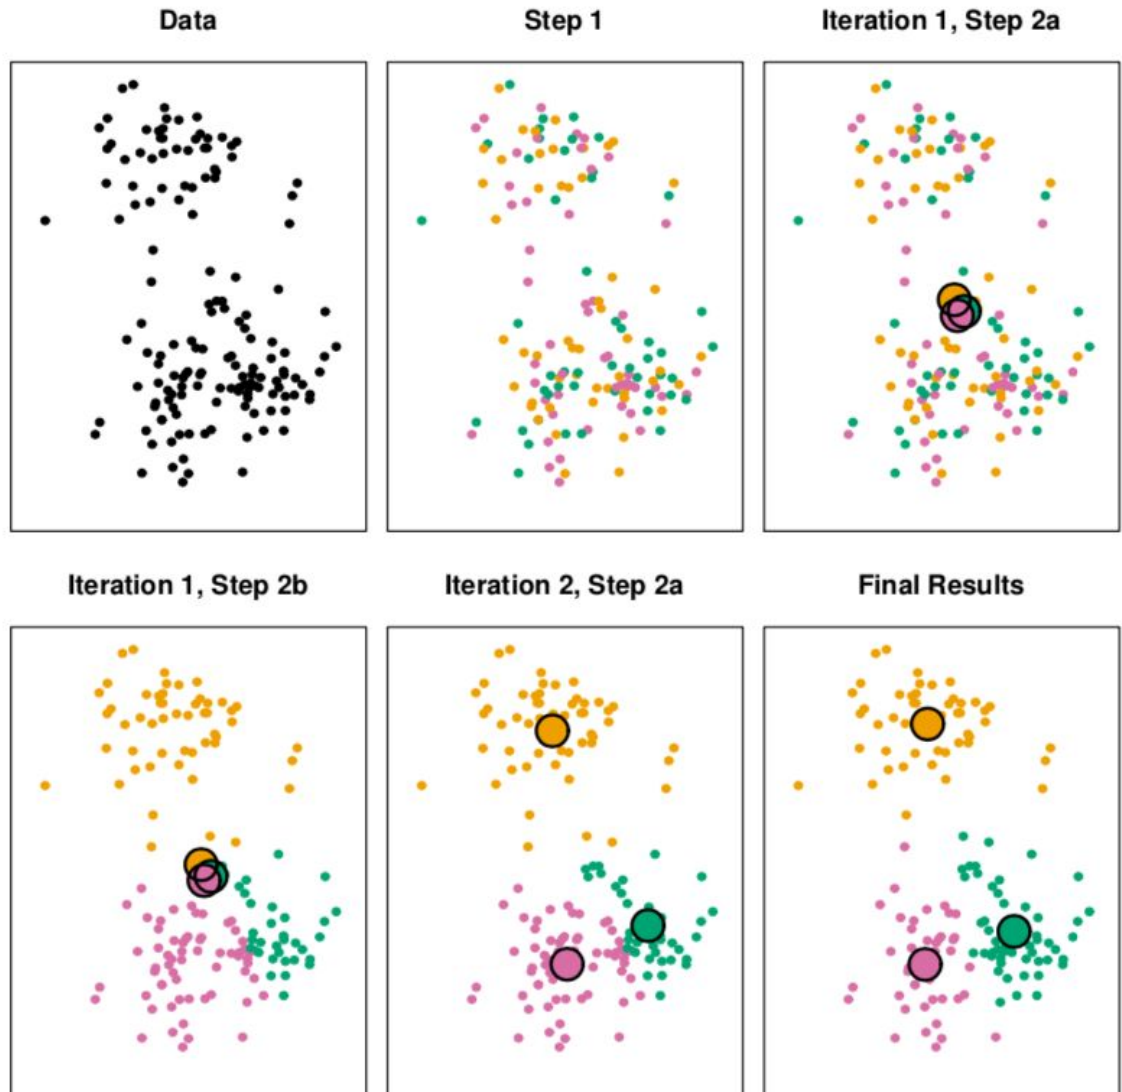 Data
Step 1
Iteration 1, Step 2a
Iteration 1, Step 2b
Iteration 2, Step 2a
Final Results